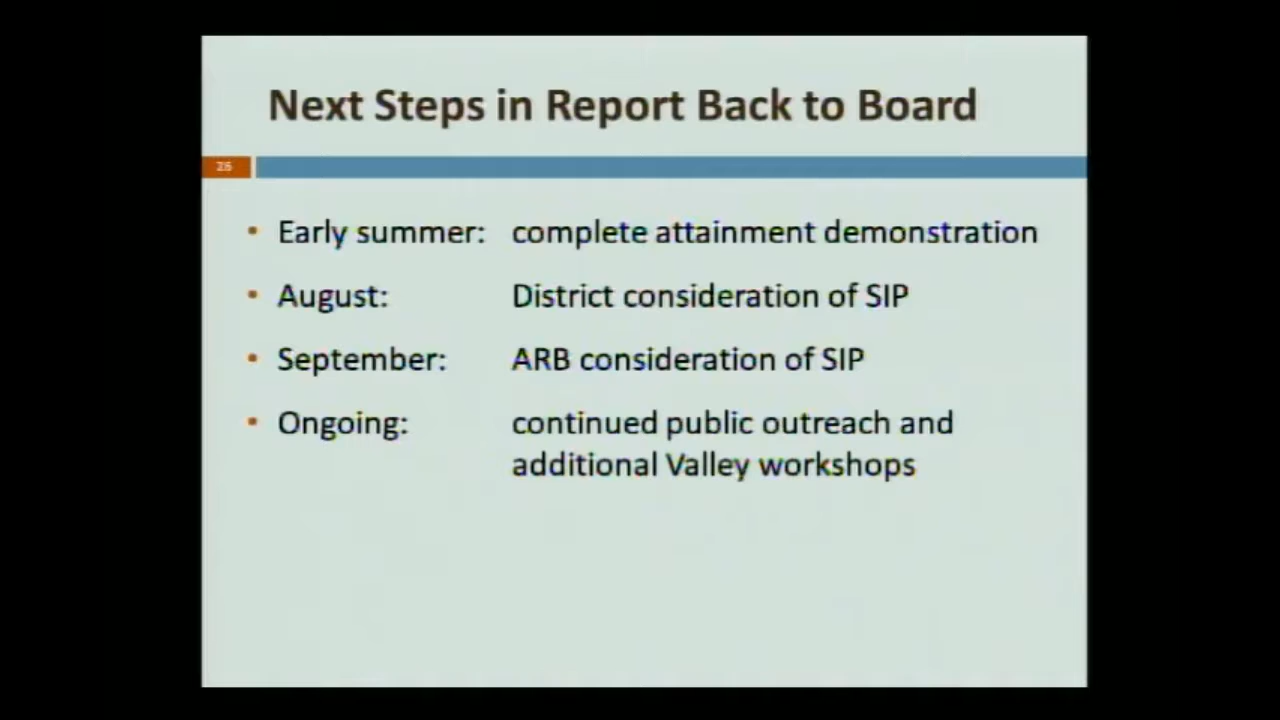 Next Steps in Report Back to Board
26
• Early summer: complete attainment demonstration
• August: District consideration of SIP
• September: ARB consideration of SIP
• Ongoing: continued public outreach and
additional Valley workshops